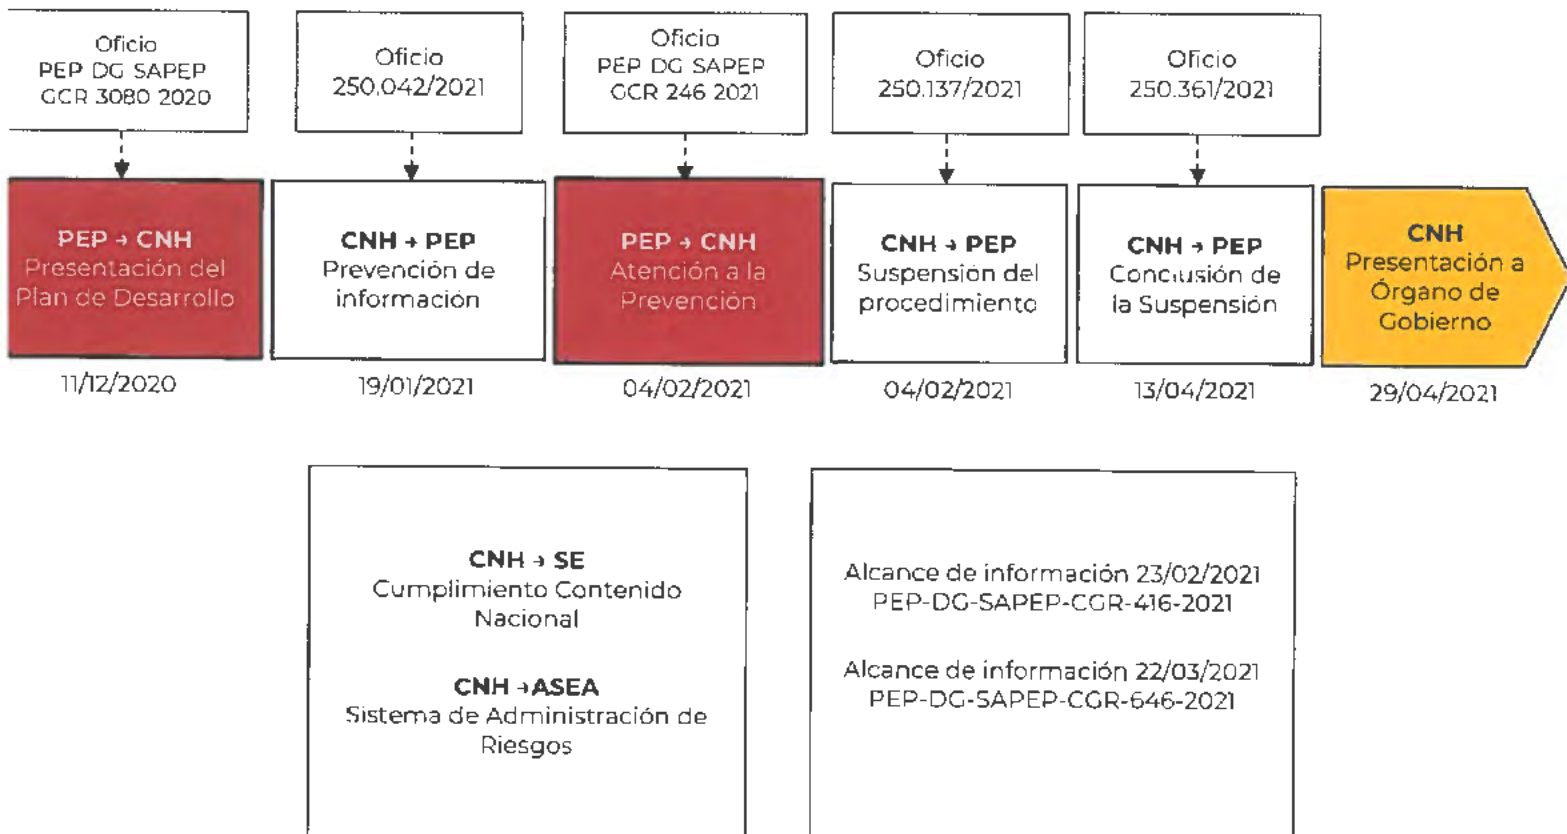 Oficio
PEP DG SAPEP
GCR 3080 2020
Oficio
250.042/2021
Oficio
PEP DG SAPEP
GCR 246 2021
Oficio
250.137/2021
Oficio
250.361/2021
PEP → CNH
Presentación del
Plan de Desarrollo
CNH → PEP
Prevención de
información
PEP → CNH
Atención a la
Prevención
CNH → PEP
Suspensión del
procedimiento
CNH → PEP
Conclusión de
la Suspensión
CNH
Presentación a
Órgano de
Gobierno
11/12/2020
19/01/2021
04/02/2021
04/02/2021
13/04/2021
29/04/2021
CNH → SE
Cumplimiento Contenido
Nacional
CNH →ASEA
Sistema de Administración de
Riesgos
Alcance de información 23/02/2021
PEP-DG-SAPEP-CGR-416-2021
Alcance de información 22/03/2021
PEP-DG-SAPEP-CGR-646-2021